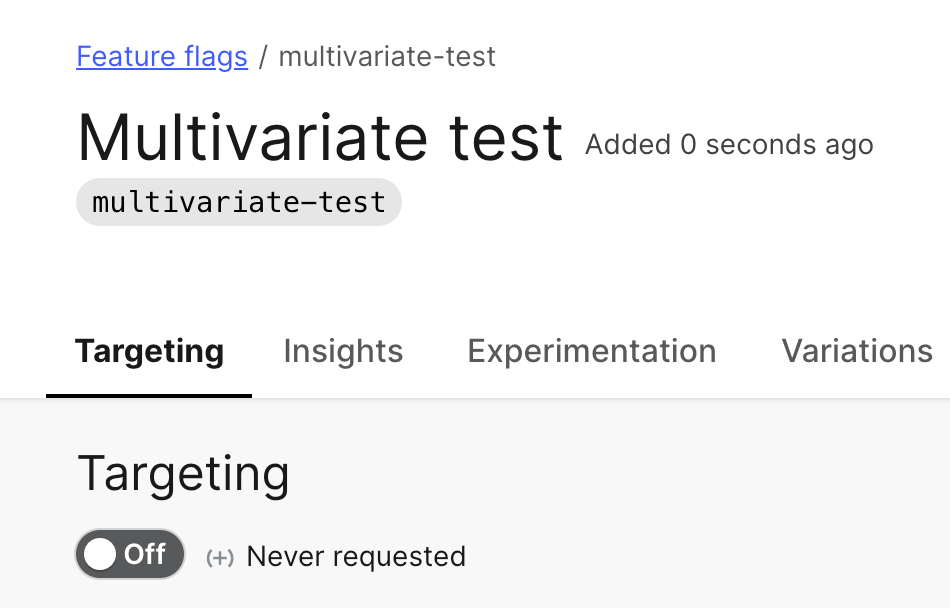 Feature flags / multivariate-test
Multivariate test Added 0 seconds ago
multivariate-test
Targeting Insights Experimentation Variations
Targeting
Off (+) Never requested